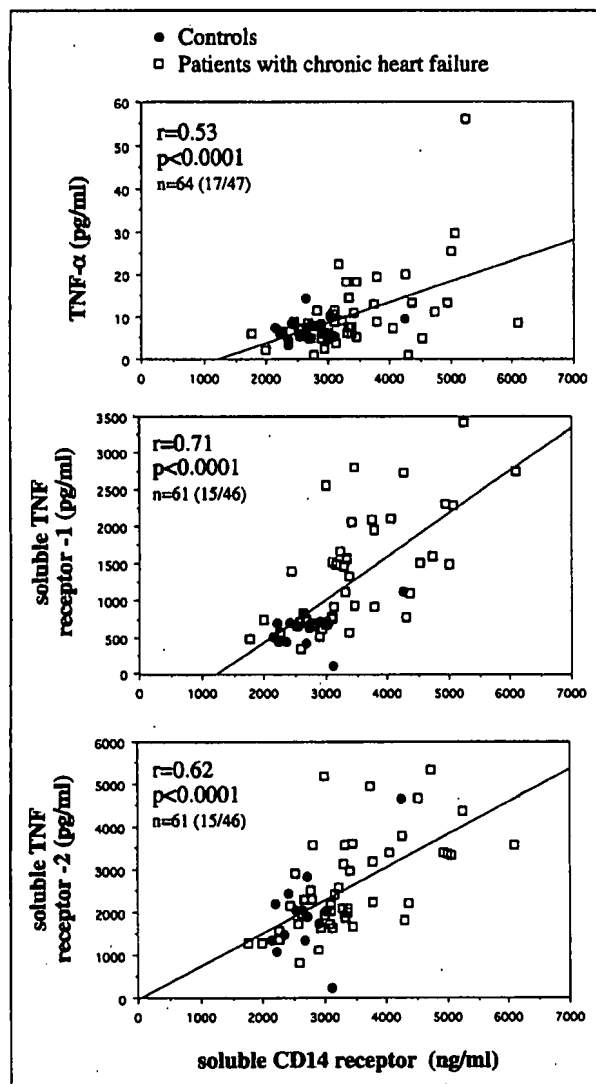 Controls
Patients with chronic heart failure
60
50
40
30
20
10
0
TNF-α (pg/ml)
r=0.53
p<0.0001
n=64 (17/47)
0 1000 2000 3000 4000 5000 6000 7000
3500
3000
2500
2000
1500
1000
500
0
soluble TNF
receptor -1 (pg/ml)
r=0.71
p<0.0001
n=61 (15/46)
0 1000 2000 3000 4000 5000 6000 7000
6000
5000
4000
3000
2000
1000
0
soluble TNF
receptor -2 (pg/ml)
r=0.62
p<0.0001
n=61 (15/46)
0 1000 2000 3000 4000 5000 6000 7000
soluble CD14 receptor (ng/ml)